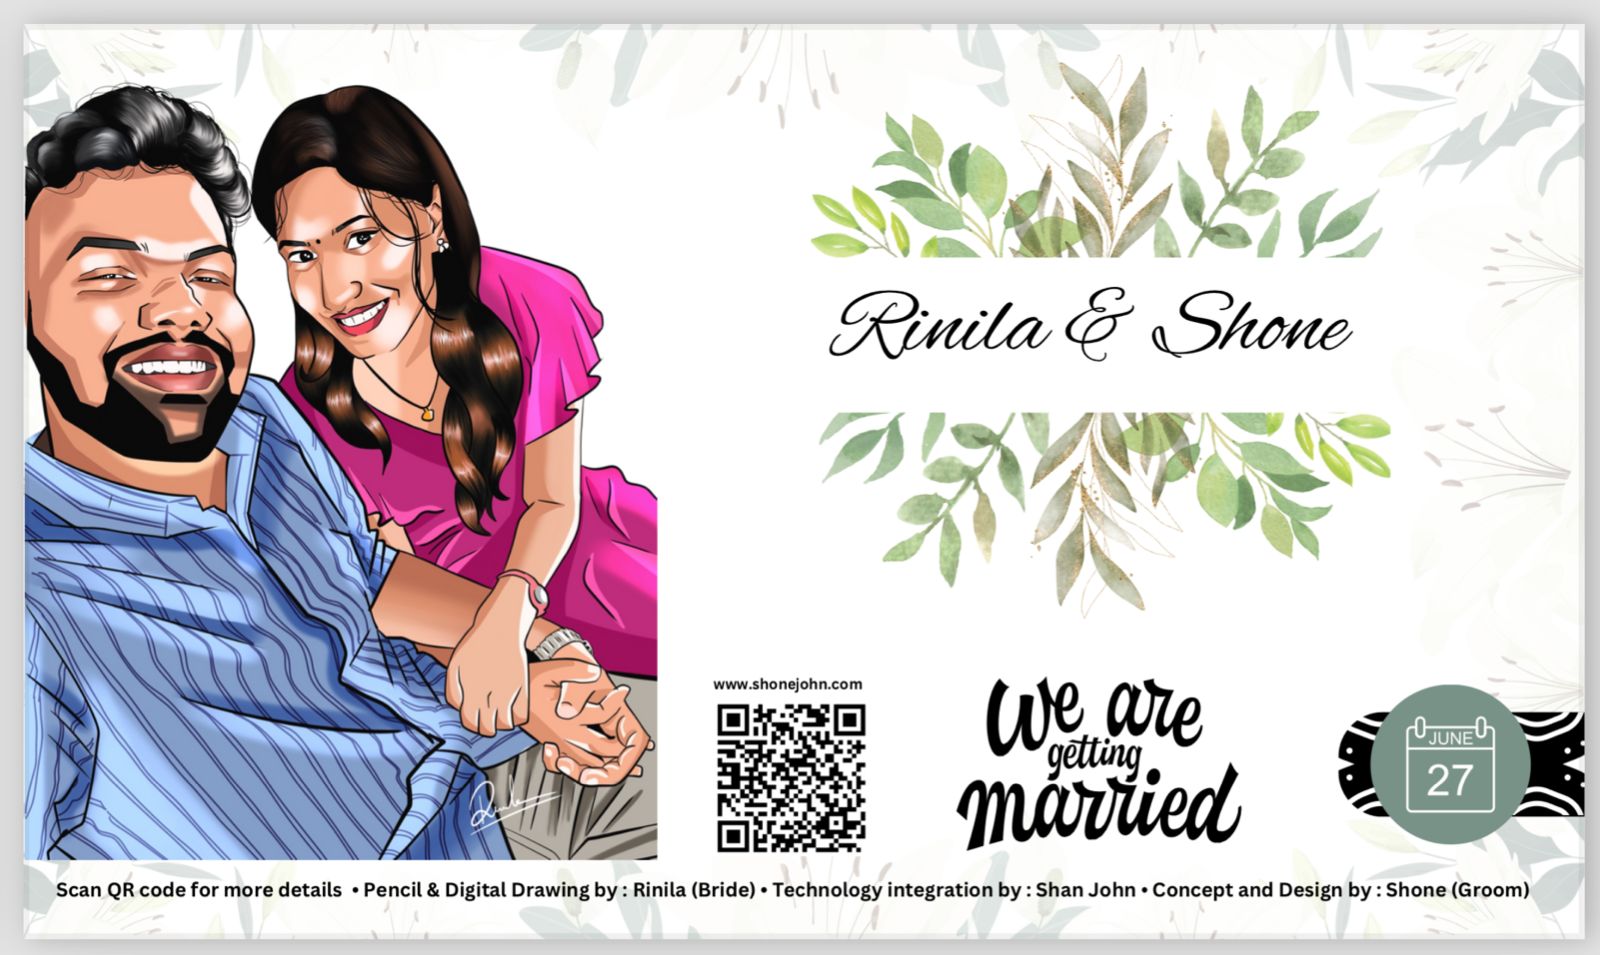 Rinila & Shone
www.shonejohn.com
we are
getting
married
JUNE
27
Rinila
Scan QR code for more details • Pencil & Digital Drawing by : Rinila (Bride) • Technology integration by : Shan John • Concept and Design by : Shone (Groom)